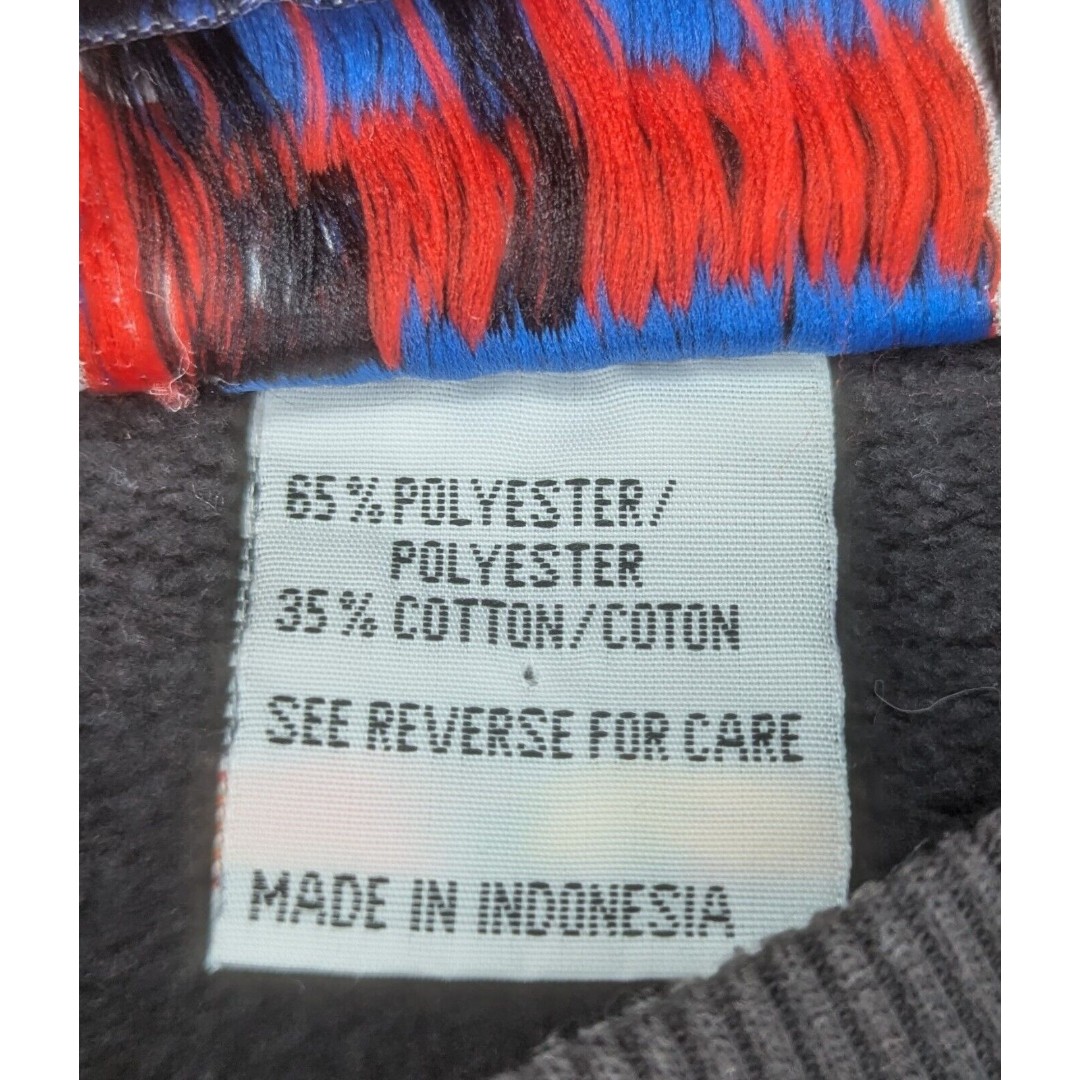 65% POLYESTER/
POLYESTER
35% COTTON/COTON
SEE REVERSE FOR CARE
MADE IN INDONESIA